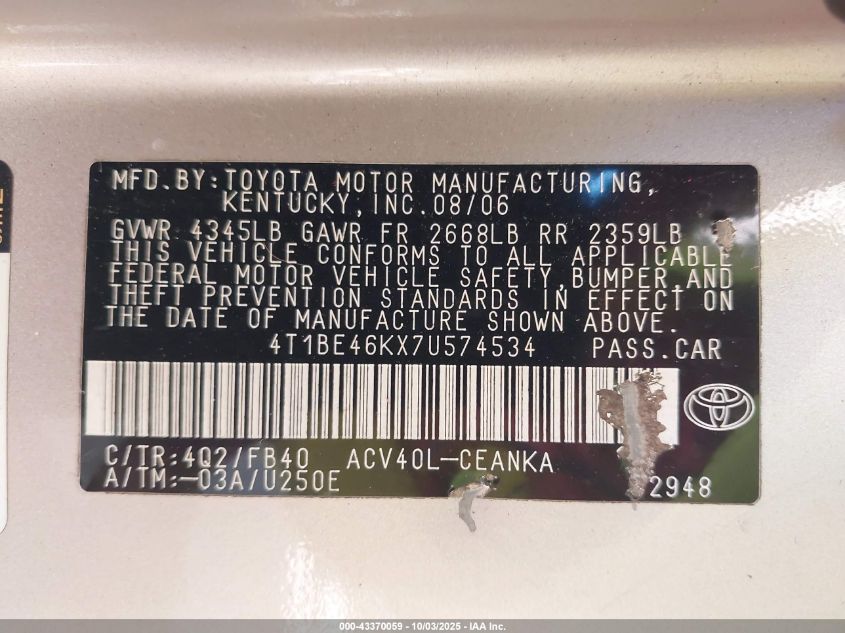 MFD.BY:TOYOTA MOTOR MANUFACTURING,
KENTUCKY,INC.08/06
GVWR 4345LB GAWR FR 2668LB RR 2359LB
THIS VEHICLE CONFORMS TO ALL APPLICABLE
FEDERAL MOTOR VEHICLE SAFETY,BUMPER,AND
THEFT PREVENTION STANDARDS IN EFFECT ON
THE DATE OF MANUFACTURE SHOWN ABOVE.
4T1BE46KX7U574534 PASS.CAR
C/TR:4Q2/FB40 ACV40L-CEANKA
A/TM:-03A/U250E 2948
000-43370059 - 10/03/2025 - IAA Inc.